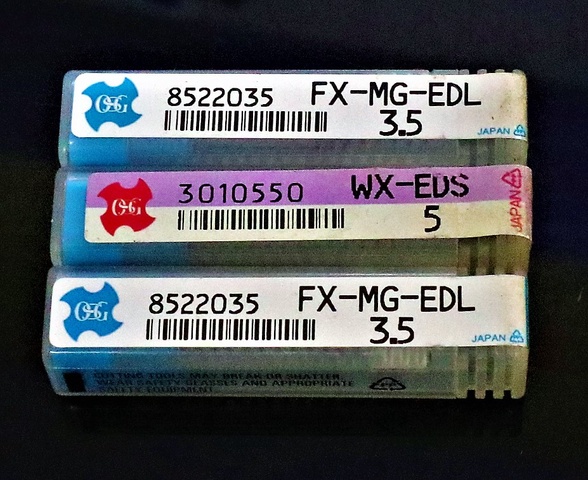 OSG 8522035 FX-MG-EDL
3.5
JAPAN
OSG 3010550 WX-EDS
5
JAPAN
OSG 8522035 FX-MG-EDL
3.5
JAPAN
CUTTING TOOLS MAY BREAK OR SHATTER.
WEAR SAFETY GLASSES AND APPROPRIATE
SAFETY EQUIPMENT.